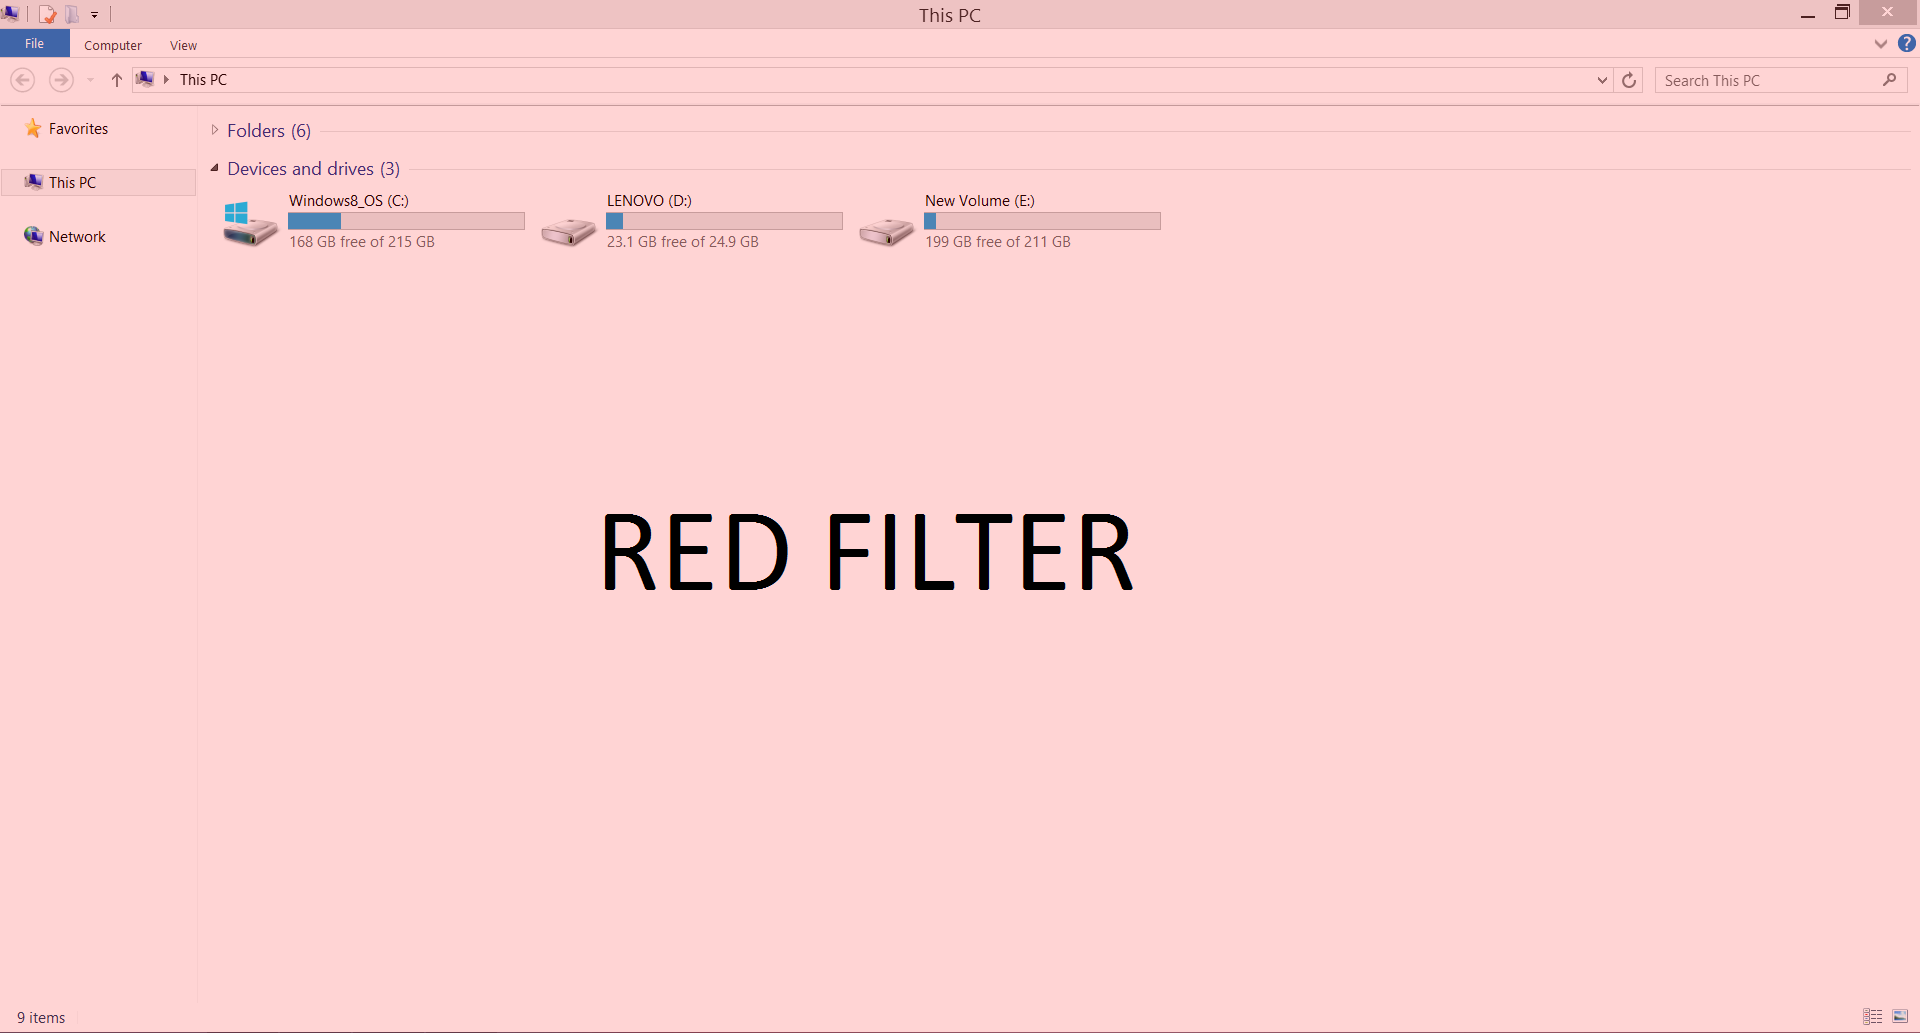 This PC
File Computer View
This PC
Search This PC
Favorites
This PC
Network
Folders (6)
Devices and drives (3)
Windows8_OS (C:)
168 GB free of 215 GB
LENOVO (D:)
23.1 GB free of 24.9 GB
New Volume (E:)
199 GB free of 211 GB
RED FILTER
9 items